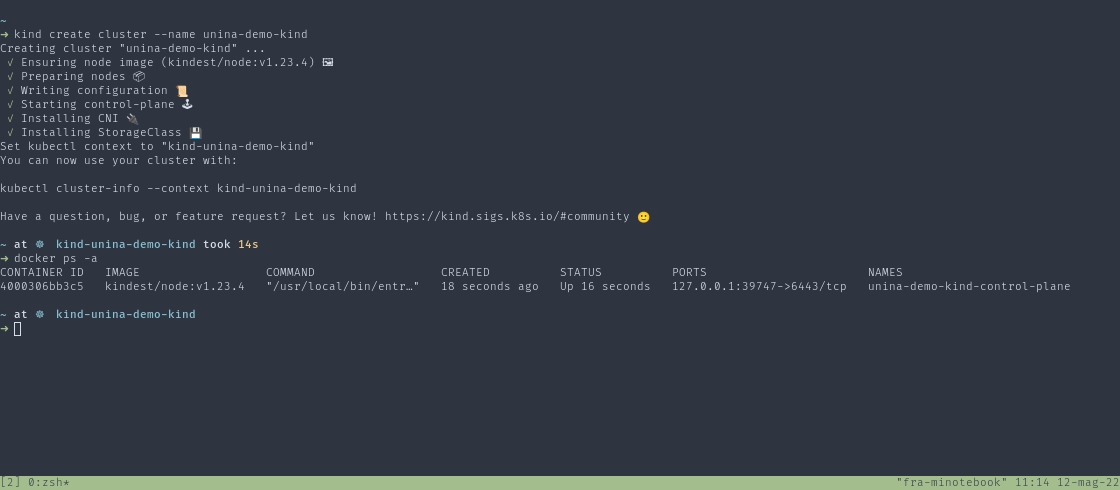 ~
→ kind create cluster --name unina-demo-kind
Creating cluster "unina-demo-kind" ...
✓ Ensuring node image (kindest/node:v1.23.4) 🖼
✓ Preparing nodes 📦
✓ Writing configuration 📜
✓ Starting control-plane 🕹️
✓ Installing CNI 🔌
✓ Installing StorageClass 💾
Set kubectl context to "kind-unina-demo-kind"
You can now use your cluster with:
kubectl cluster-info --context kind-unina-demo-kind
Have a question, bug, or feature request? Let us know! https://kind.sigs.k8s.io/#community 🙂
~ at ☸ kind-unina-demo-kind took 14s
→ docker ps -a
CONTAINER ID   IMAGE                  COMMAND                  CREATED          STATUS          PORTS                       NAMES
4000306bb3c5   kindest/node:v1.23.4   "/usr/local/bin/entr…"   18 seconds ago   Up 16 seconds   127.0.0.1:39747->6443/tcp   unina-demo-kind-control-plane
~ at ☸ kind-unina-demo-kind
→
[2] 0:zsh* "fra-minotebook" 11:14 12-mag-22